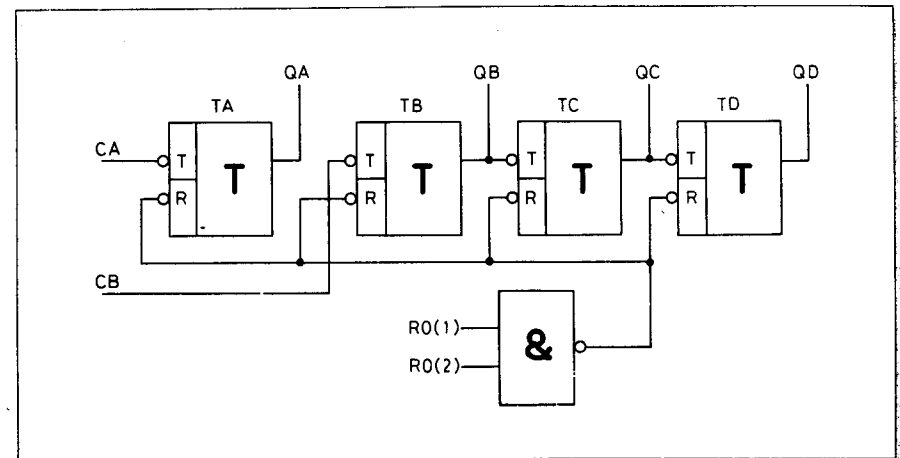 QA QB QC QD
TA TB TC TD
CA T T T T T T T T
R R R R
CB
R0(1)
&
R0(2)